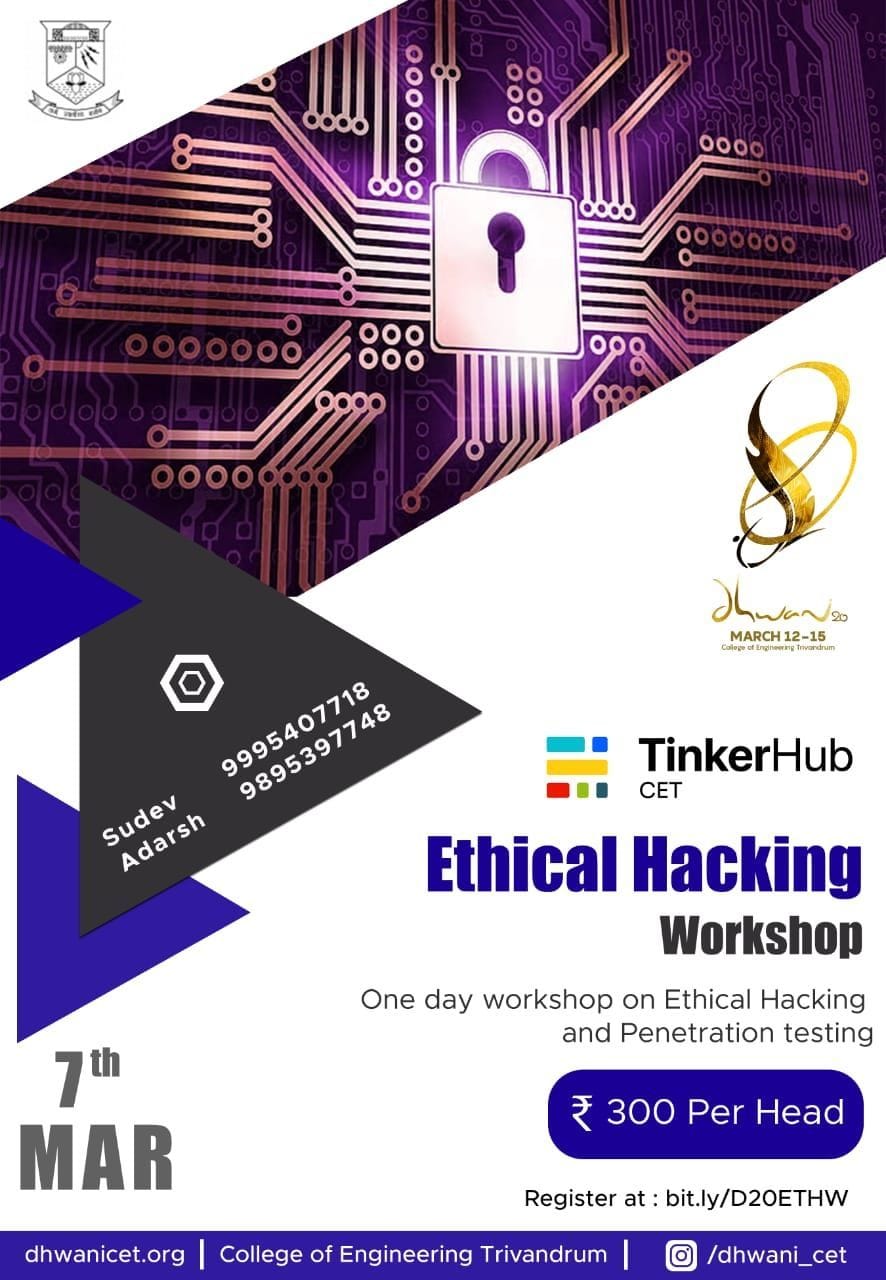 dhwani 20
MARCH 12-15
College of Engineering Trivandrum
Sudev 9995407718
Adarsh 9895397748
TinkerHub
CET
Ethical Hacking
Workshop
One day workshop on Ethical Hacking
and Penetration testing
7th
MAR
₹ 300 Per Head
Register at : bit.ly/D20ETHW
dhwanicet.org | College of Engineering Trivandrum | /dhwani_cet